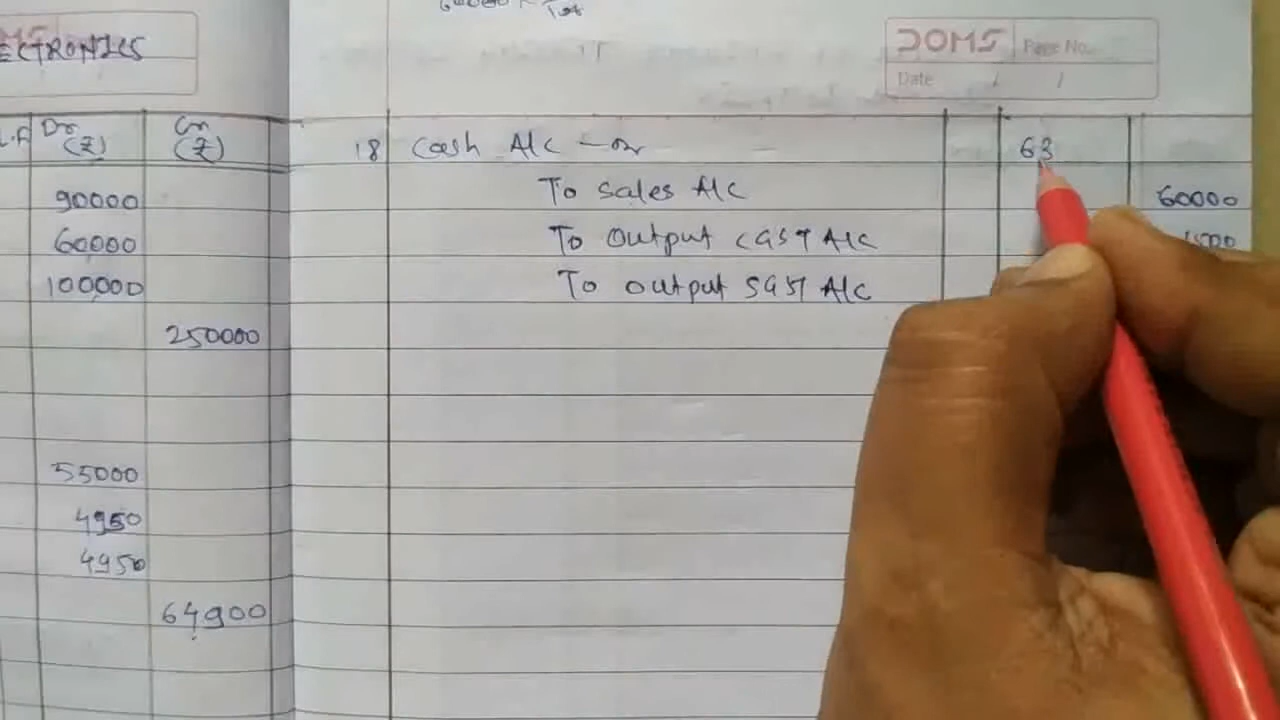 ECTRONICS
DOMS Page No.
Date / /
L.F Dr (₹) Cr (₹)
90000
60000
100000
250000
55000
4950
4950
64900
18 Cash A/c - Dr 63
To Sales A/c 60000
To Output CGST A/c 1500
To output SGST A/c